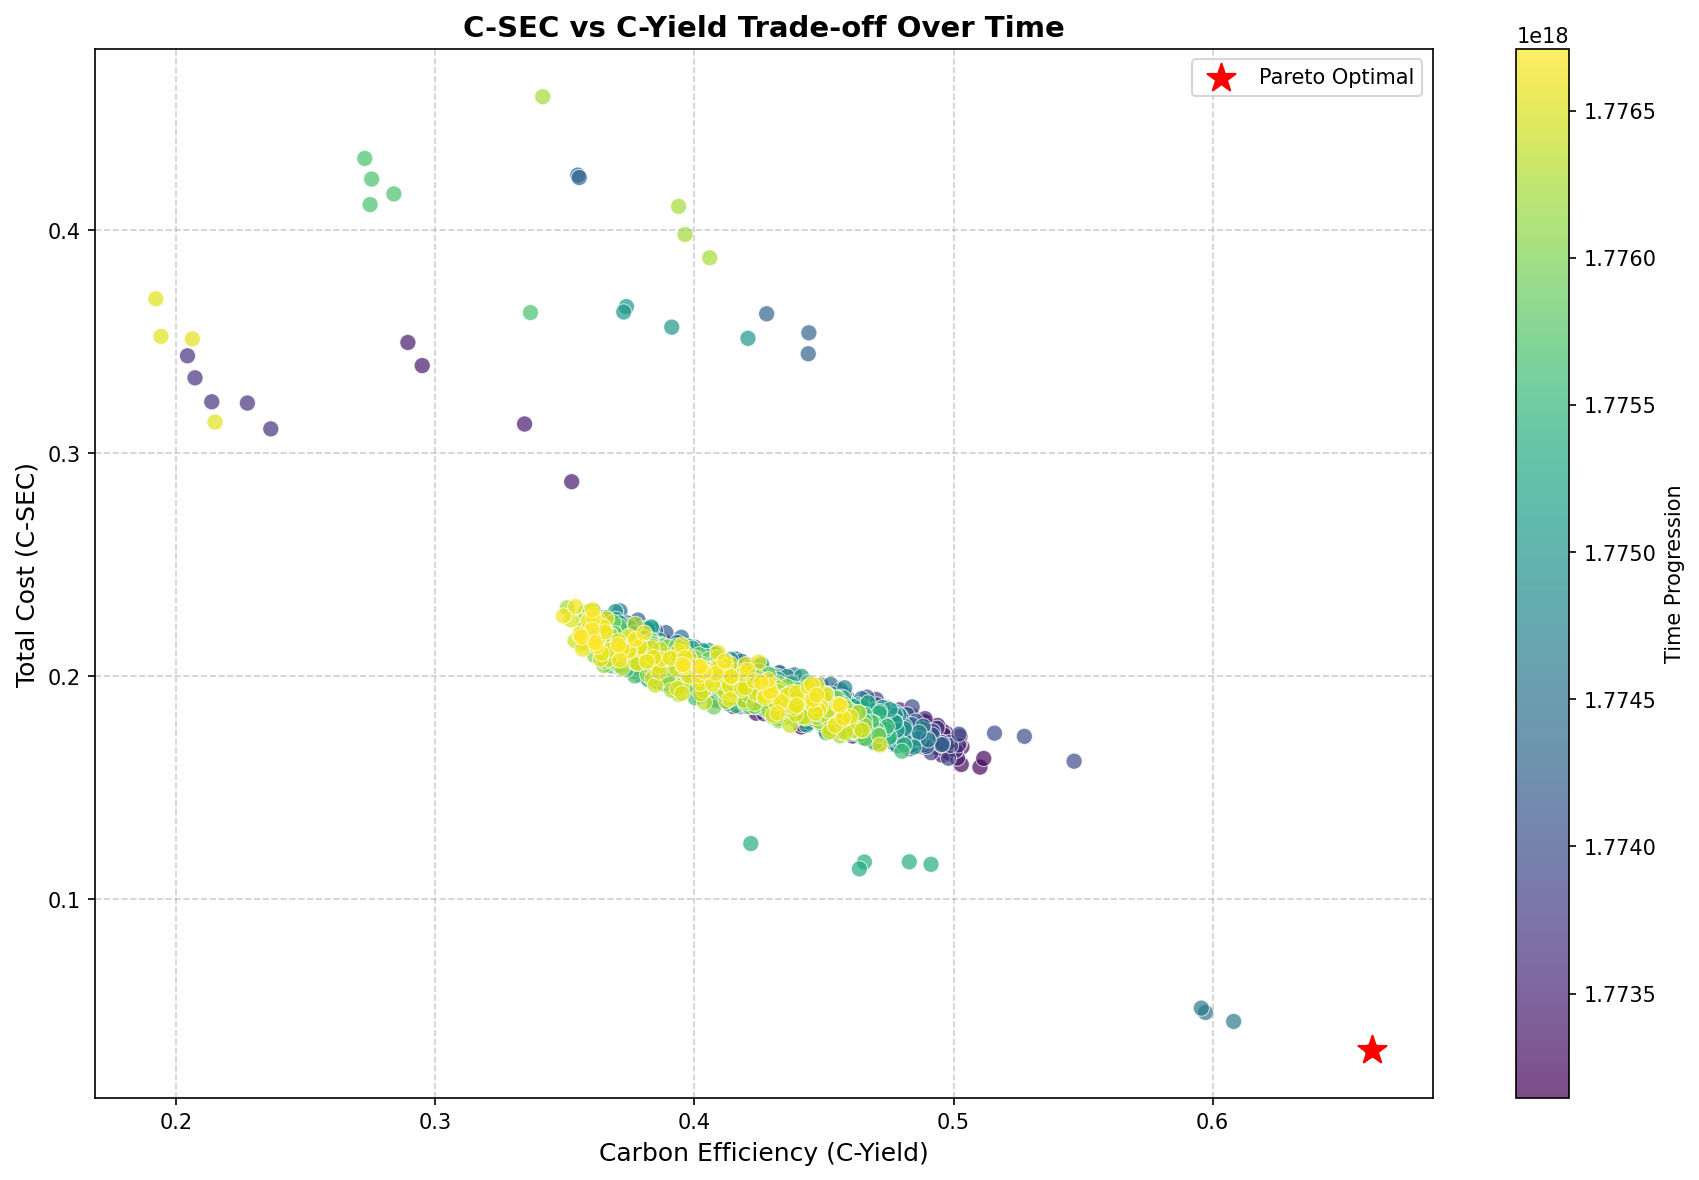 C-SEC vs C-Yield Trade-off Over Time
Pareto Optimal
Total Cost (C-SEC)
0.4
0.3
0.2
0.1
0.2
0.3
0.4
0.5
0.6
Carbon Efficiency (C-Yield)
1e18
1.7765
1.7760
1.7755
1.7750
1.7745
1.7740
1.7735
Time Progression